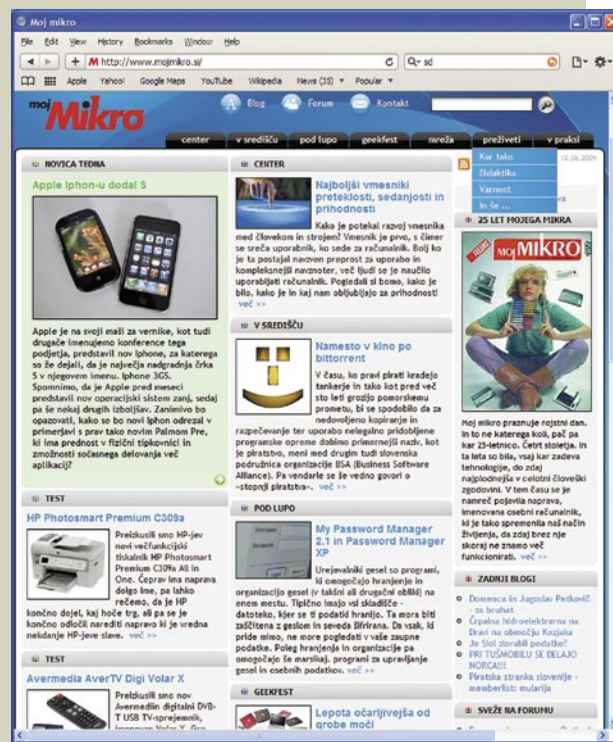 Moj mikro
File Edit View History Bookmarks Window Help
http://www.mojmikro.si/
sd
Apple Yahoo! Google Maps YouTube Wikipedia News (35) Popular
moj Mikro
Blog Forum Kontakt
center v središču pod lupo geekfest mreža preživeti v praksi
Kar tako
Didaktika
Varnost
In še ...
NOVICA TEDNA
Apple Iphon-u dodal S
Apple je na svoji maši za vernike, kot tudi
drugače imenujemo konference tega
podjetja, predstavil nov Iphone, za katerega
so že dejali, da je največja nadgradnja črka
S v njegovem imenu. Iphone 3GS.
Spomnimo, da je Apple pred meseci
predstavil nov operacijski sistem zanj, sedaj
pa še nekaj drugih izboljšav. Zanimivo bo
opazovati, kako se bo novi Iphon odrezal v
primerjavi s prav tako novim Palmom Pre,
ki ima prednost v fizični tipkovnici in
zmožnosti sočasnega delovanja več
aplikacij?
TEST
HP Photosmart Premium C309a
Preizkusili smo HP-jev
novi večfunkcijski
tiskalnik HP Photosmart
Premium C309a All in
One. Čeprav ima naprava
dolgo ime, pa lahko
rečemo, da je HP
končno dojel, kaj hoče trg, ali pa se je
končno odločil narediti napravo ki je vredna
nekdanje HP-jeve slave. več >>
TEST
Avermedia AverTV Digi Volar X
Preizkusili smo nov
Avermediin digitalni DVB-
T USB TV-sprejemnik,
CENTER
Najboljši vmesniki
preteklosti, sedanjosti in
prihodnosti
Kako je potekal razvoj vmesnika
med človekom in strojem? Vmesnik je prvo, s čimer
se sreča uporabnik, ko sede za računalnik. Bolj ko
je ta postajal navzven preprost za uporabo in
kompleksnejši navznoter, več ljudi se je naučilo
uporabljati računalnik. Pogledali si bomo, kako je
bilo, kako je in kaj nam obljubljajo za prihodnosti
več >>
V SREDIŠČU
Namesto v kino po
bittorrent
V času, ko pravi pirati kradejo
tankerje in tako kot pred več
sto leti grozijo pomorskemu
prometu, bi se spodobilo da za
nedovoljeno kopiranje in
razpečevanje ter uporabo nelegalno pridobljene
programske opreme dobimo primernejši naziv, kot
je piratstvo, meni med drugim tudi slovenska
podružnica organizacije BSA (Business Software
Alliance). Pa vendarle se še vedno govori o
»stopnji piratstva«. več >>
POD LUPO
My Password Manager
2.1 in Password Manager
XP
Urejevalniki gesel so programi,
ki omogočajo hranjenje in
organizacijo gesel (v takšni ali drugačni obliki) na
enem mestu. Tipično imajo vsi skladišče -
datoteko, kjer se ti podatki hranijo. Ta mora biti
zaščitena z geslom in seveda šifrirana. Da vsak, ki
pride mimo, ne more pogledati v vaše zaupne
podatke. Poleg hranjenja in organizacije pa
omogočajo še marsikaj. programi za upravljanje
gesel in osebnih podatkov. več >>
GEEKFEST
Lepota očarljivejša od
grobe moči
10.06.2009
25 LET MOJEGA MIKRA
MOJ MIKRO
Moj mikro praznuje rojstni dan.
In to ne katerega koli, pač pa
kar 25-letnico. Četrt stoletja. In
ta leta so bila, vsaj kar zadeva
tehnologije, do zdaj
najplodnejša v celotni človeški
zgodovini. V tem času se je
namreč pojavila naprava,
imenovana osebni računalnik,
ki je tako spremenila naš način
življenja, da zdaj brez nje
skoraj ne znamo več
funkcionirati. več >>
ZADNJI BLOGI
Domenca in Jugoslav Petkovič
- za bruhat
Črpalna hidroelektrarna na
Dravi na območju Kozjaka
Je Siol zlorabil podatke?
PRI TUŠMOBILU SE DELAJO
NORCA!!!
Piratska stranka slovenije -
memberlist: mularija
SVEŽE NA FORUMU